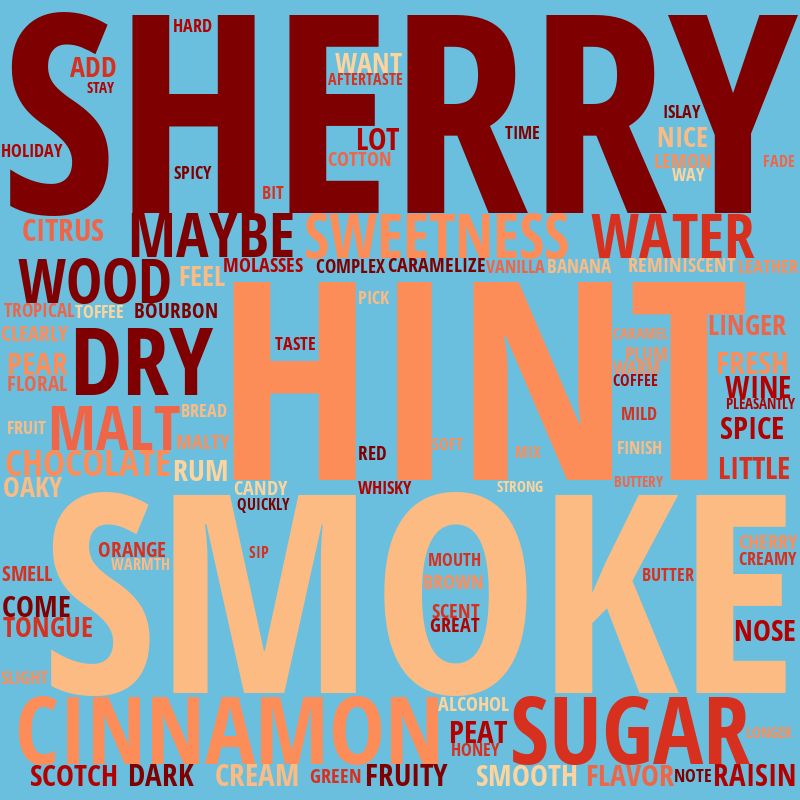 SHERRY
HARD
ADD
STAY
WANT
AFTERTASTE
HOLIDAY
SPICY
BIT
LOT
COTTON
TIME
ISLAY
NICE
LEMON
WAY
FADE
CITRUS
MAYBE
SWEETNESS
WATER
WOOD
FEEL
MOLASSES
COMPLEX
CARAMELIZE
VANILLA
BANANA
REMINISCENT
LEATHER
TROPICAL
TOFFEE
BOURBON
HINT
PICK
CLEARLY
PEAR
FLORAL
DRY
TASTE
CARAMEL
PLUM
WARM
COFFEE
LINGER
FRESH
WINE
PLEASANTLY
FRUIT
MALT
BREAD
MALTY
MILD
SPICE
CHOCOLATE
RUM
RED
SOFT
MIX
FINISH
LITTLE
OAKY
CANDY
QUICKLY
WHISKY
STRONG
BUTTERY
SMOKE
ORANGE
WARMTH
SIP
MOUTH
BROWN
SCENT
GREAT
BUTTER
CHERRY
CREAMY
SMELL
COME
TONGUE
NOSE
SLIGHT
CINNAMON
ALCOHOL
PEAT
HONEY
SUGAR
LONGER
SCOTCH
DARK
CREAM
GREEN
FRUITY
SMOOTH
FLAVOR
NOTE
RAISIN